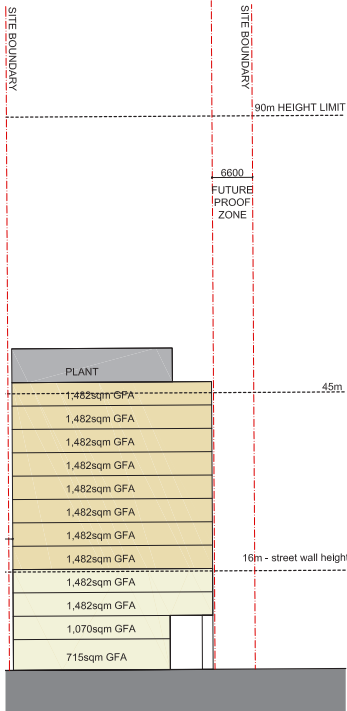 SITE BOUNDARY
SITE BOUNDARY
90m HEIGHT LIMIT
6600
FUTURE
PROOF
ZONE
PLANT
45m
1,482sqm GFA
1,482sqm GFA
1,482sqm GFA
1,482sqm GFA
1,482sqm GFA
1,482sqm GFA
1,482sqm GFA
1,482sqm GFA
16m - street wall height
1,482sqm GFA
1,482sqm GFA
1,070sqm GFA
715sqm GFA